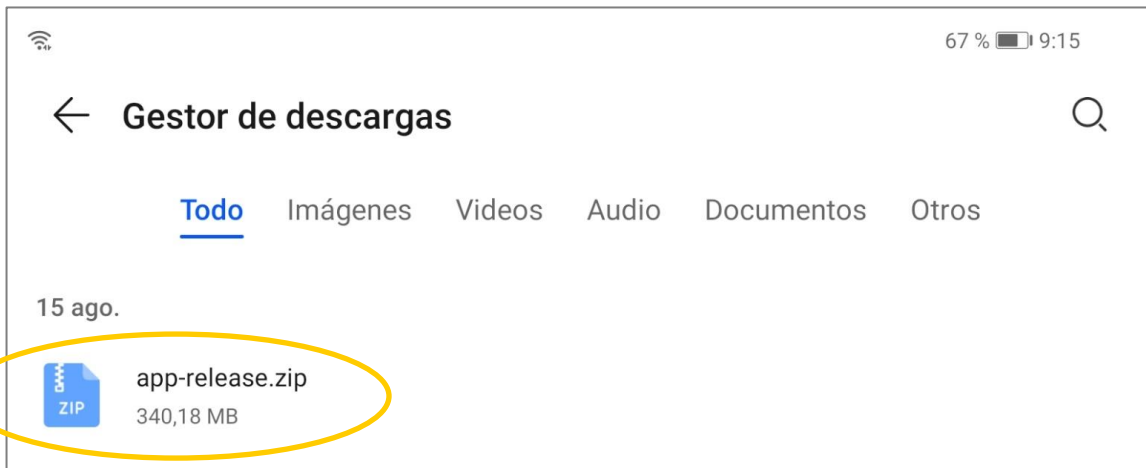 67 % 9:15
Gestor de descargas
Todo Imágenes Videos Audio Documentos Otros
15 ago.
app-release.zip
ZIP
340,18 MB